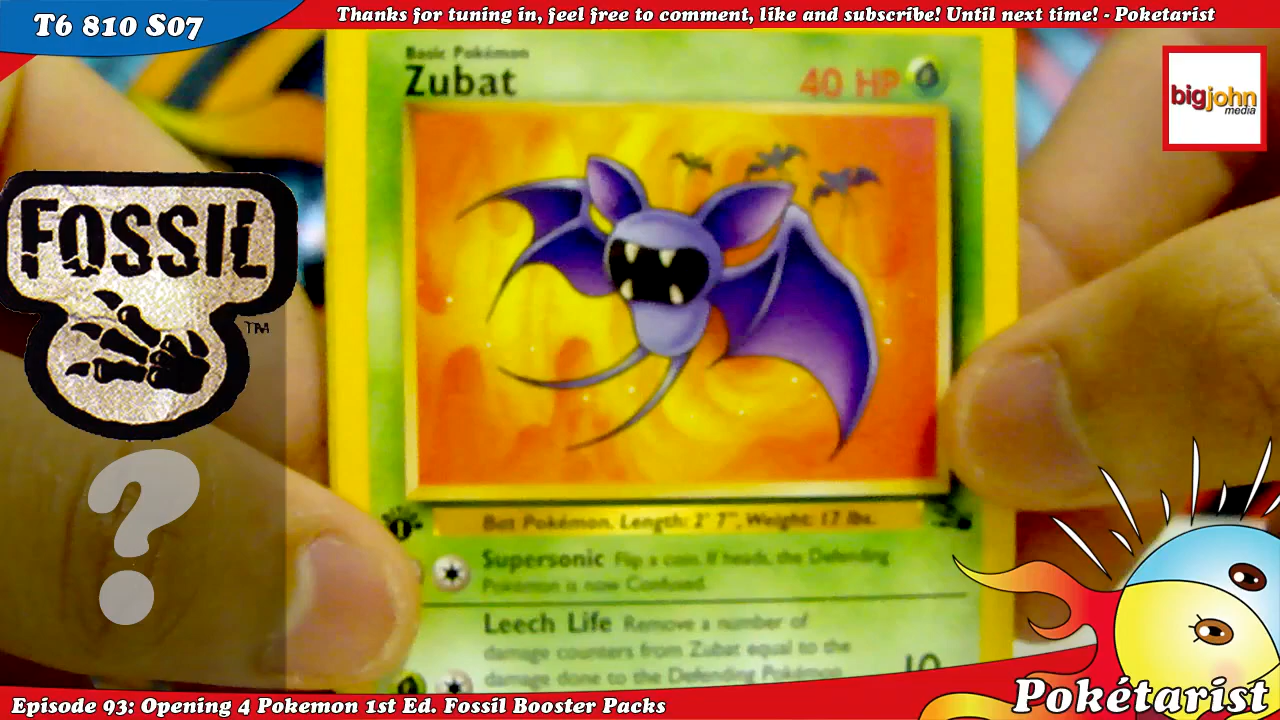 T6 810 S07
Thanks for tuning in, feel free to comment, like and subscribe! Until next time! - Poketarist
Basic Pokémon
Zubat
40 HP
bigjohn
media
FOSSIL
TM
?
Bat Pokémon. Length: 2' 7", Weight: 17 lbs.
Supersonic Flip a coin. If heads, the Defending
Pokémon is now Confused.
Leech Life Remove a number of
damage counters from Zubat equal to the
damage done to the Defending Pokémon
10
Episode 93: Opening 4 Pokemon 1st Ed. Fossil Booster Packs
Pokétarist